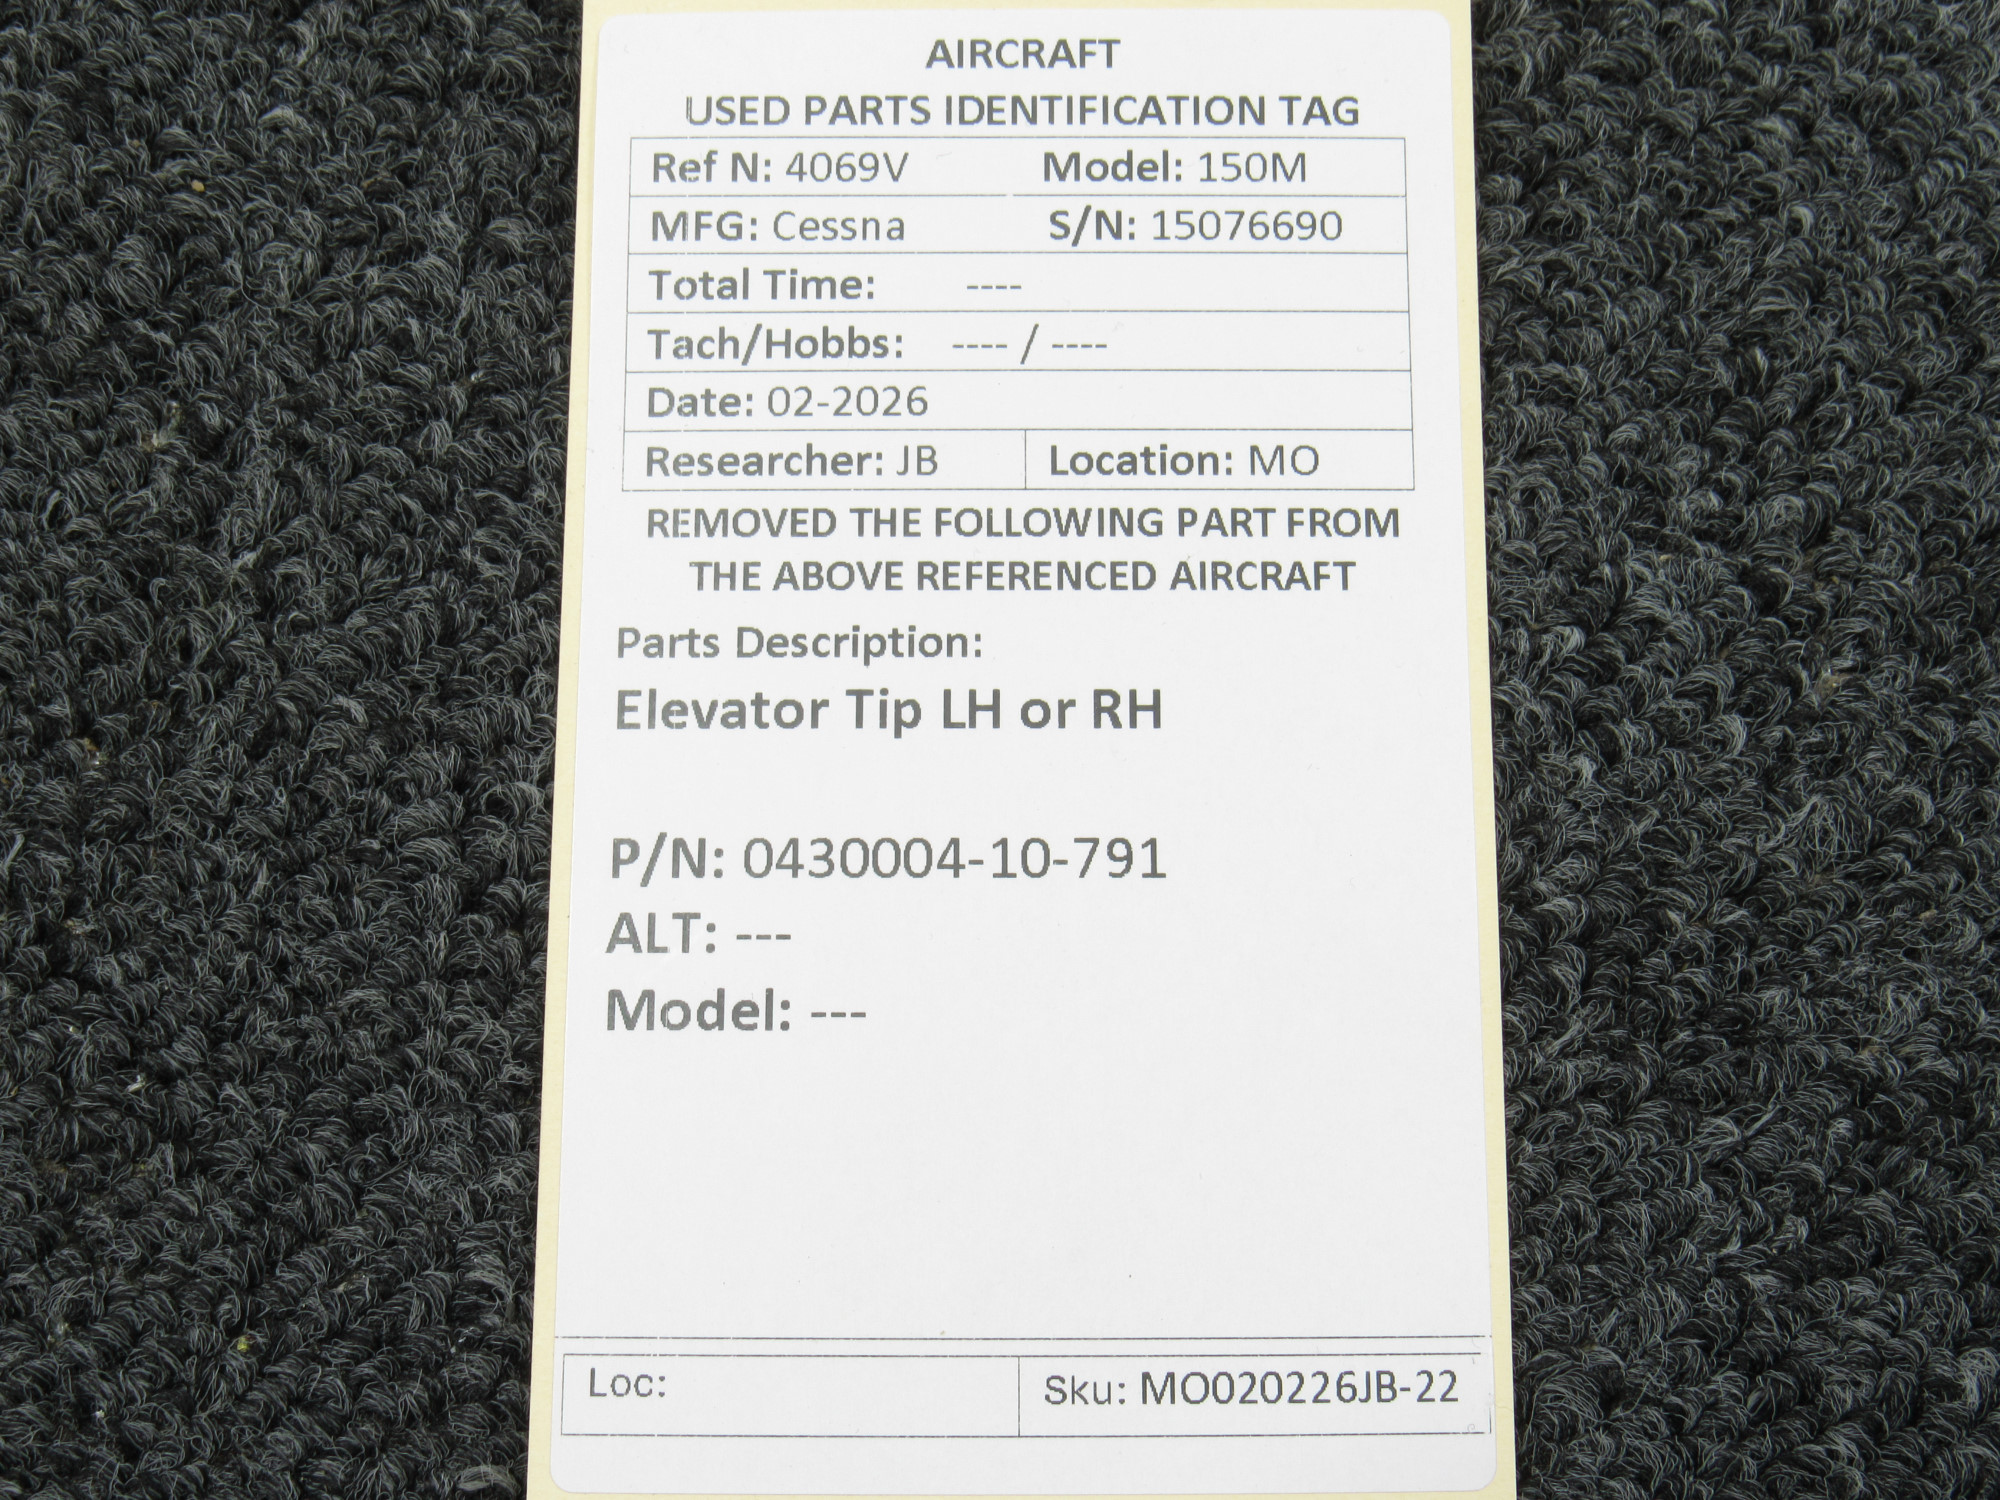 AIRCRAFT
USED PARTS IDENTIFICATION TAG
Ref N: 4069V Model: 150M
MFG: Cessna S/N: 15076690
Total Time: ----
Tach/Hobbs: ---- / ----
Date: 02-2026
Researcher: JB Location: MO
REMOVED THE FOLLOWING PART FROM
THE ABOVE REFERENCED AIRCRAFT
Parts Description:
Elevator Tip LH or RH
P/N: 0430004-10-791
ALT: ---
Model: ---
Loc: Sku: MO020226JB-22